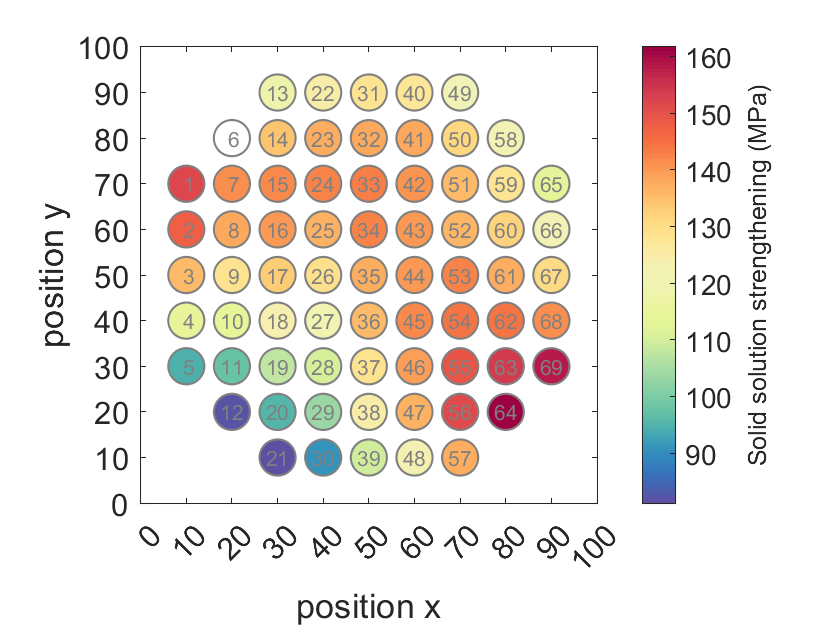 100
90
80
70
60
50
40
30
20
10
0
position y
13 22 31 40 49
6 14 23 32 41 50 58
1 7 15 24 33 42 51 59 65
2 8 16 25 34 43 52 60 66
3 9 17 26 35 44 53 61 67
4 10 18 27 36 45 54 62 68
5 11 19 28 37 46 55 63 69
12 20 29 38 47 56 64
21 30 39 48 57
0 10 20 30 40 50 60 70 80 90 100
position x
160
150
140
130
120
110
100
90
Solid solution strengthening (MPa)